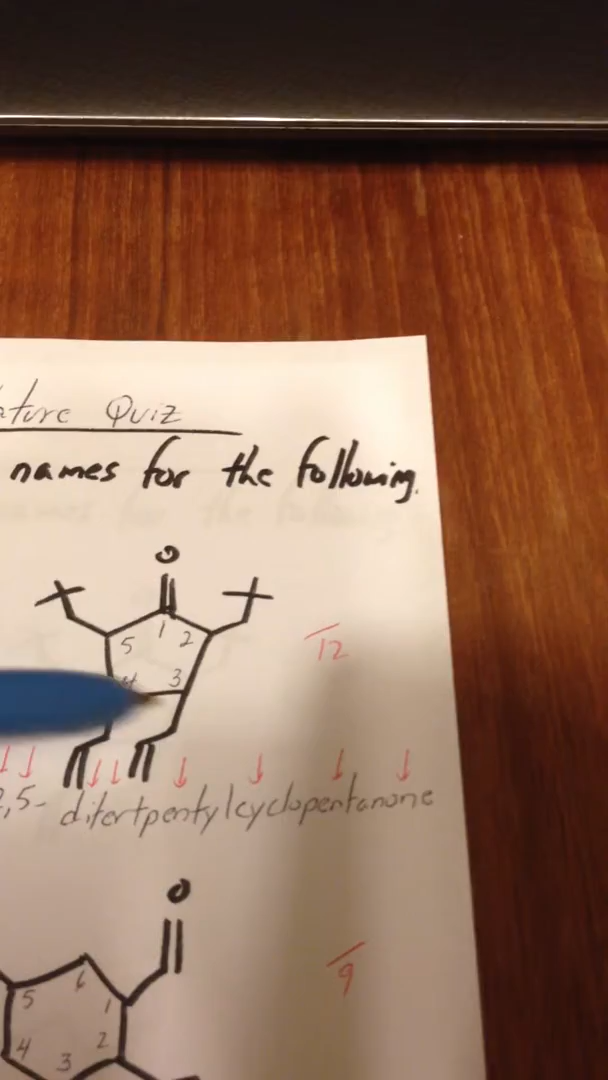 ature Quiz
names for the following.
O
5 1 2
12
3
2,5- ditertpentylcyclopentanone
O
9
5 6 1
4 3 2